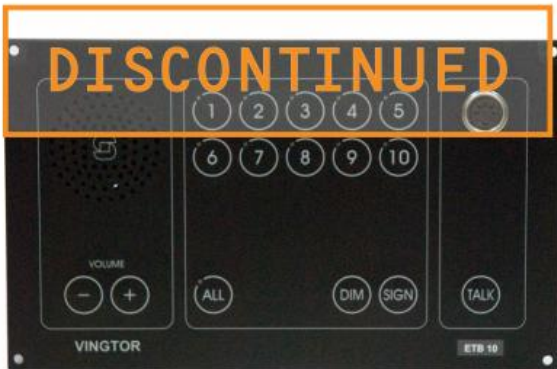 DISCONTINUED
1 2 3 4 5
6 7 8 9 10
VOLUME
- +
ALL DIM SIGN TALK
VINGTOR
ETB 10